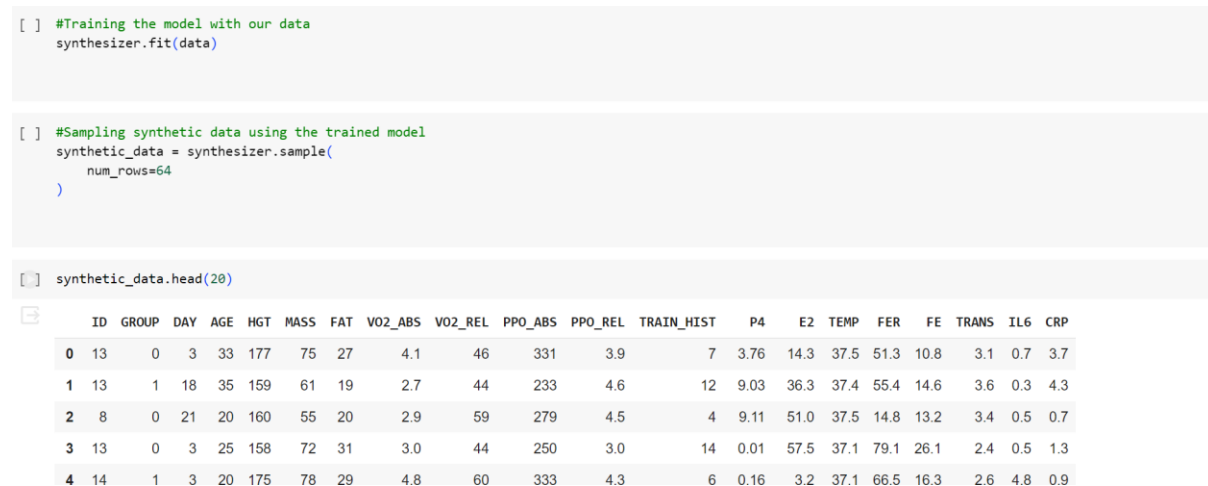 [ ] #Training the model with our data
synthesizer.fit(data)
[ ] #Sampling synthetic data using the trained model
synthetic_data = synthesizer.sample(
num_rows=64
)
[ ] synthetic_data.head(20)
ID GROUP DAY AGE HGT MASS FAT VO2_ABS VO2_REL PPO_ABS PPO_REL TRAIN_HIST P4 E2 TEMP FER FE TRANS IL6 CRP
0 13 0 3 33 177 75 27 4.1 46 331 3.9 7 3.76 14.3 37.5 51.3 10.8 3.1 0.7 3.7
1 13 1 18 35 159 61 19 2.7 44 233 4.6 12 9.03 36.3 37.4 55.4 14.6 3.6 0.3 4.3
2 8 0 21 20 160 55 20 2.9 59 279 4.5 4 9.11 51.0 37.5 14.8 13.2 3.4 0.5 0.7
3 13 0 3 25 158 72 31 3.0 44 250 3.0 14 0.01 57.5 37.1 79.1 26.1 2.4 0.5 1.3
4 14 1 3 20 175 78 29 4.8 60 333 4.3 6 0.16 3.2 37.1 66.5 16.3 2.6 4.8 0.9